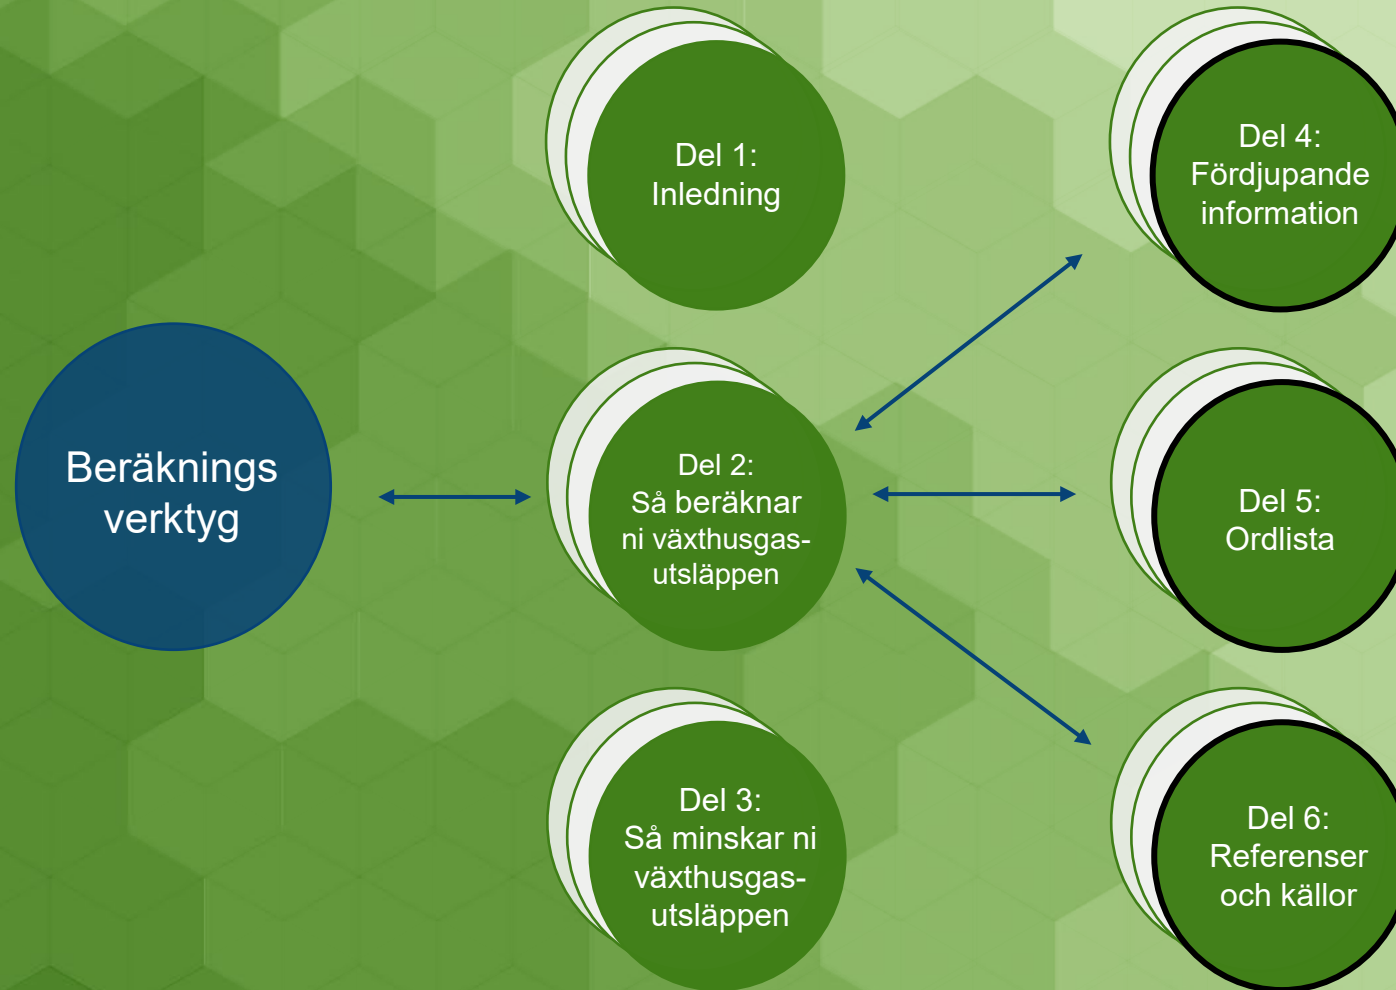 Beräknings
verktyg
Del 1:
Inledning
Del 2:
Så beräknar
ni växthusgas-
utsläppen
Del 3:
Så minskar ni
växthusgas-
utsläppen
Del 4:
Fördjupande
information
Del 5:
Ordlista
Del 6:
Referenser
och källor